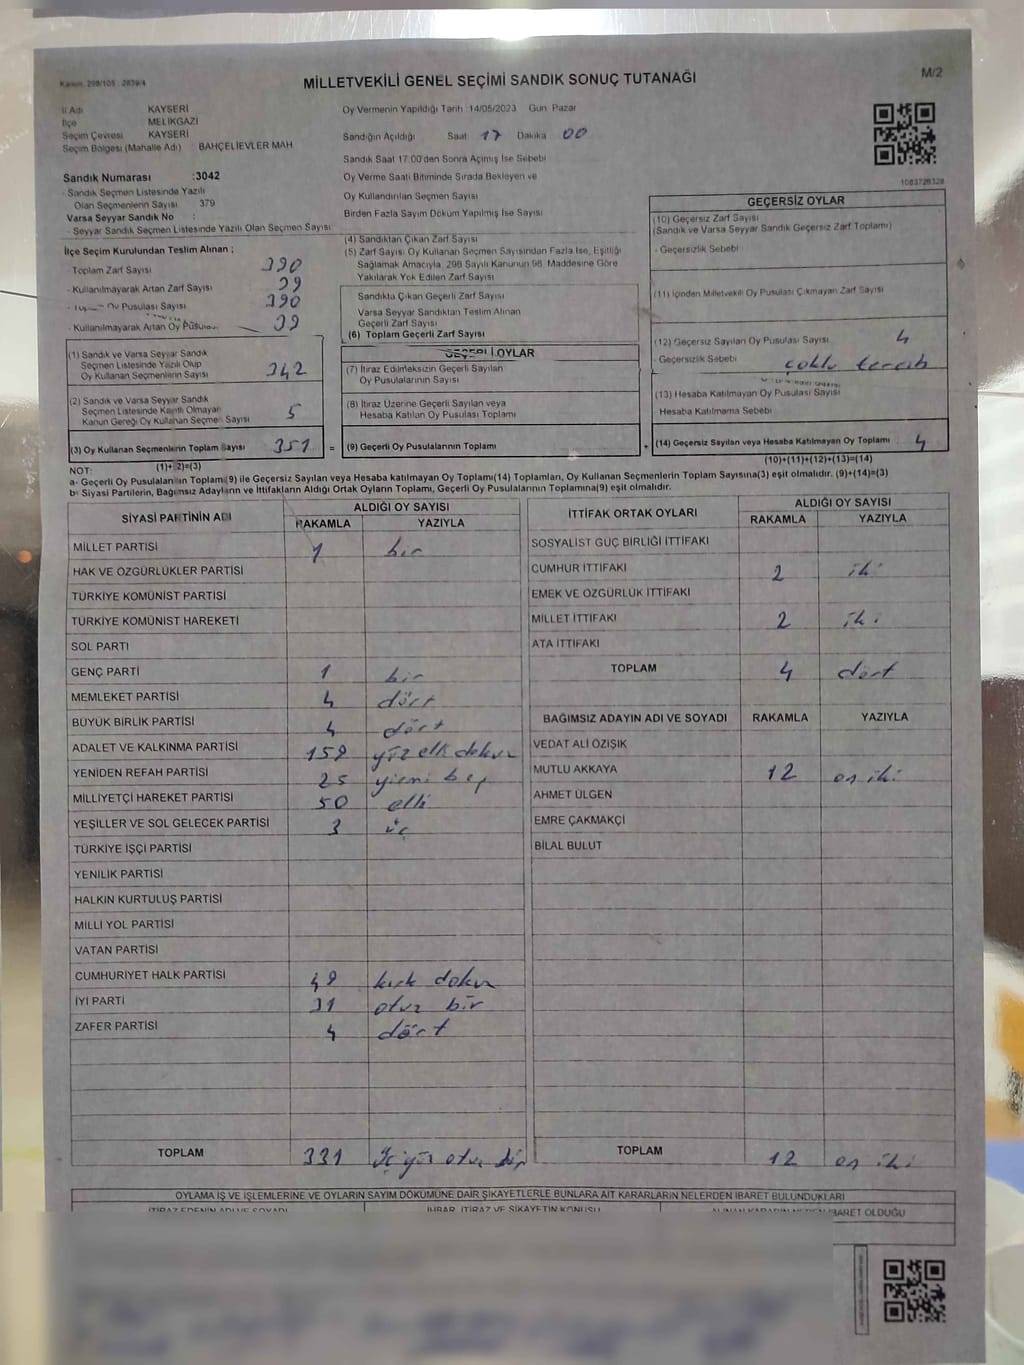 Kanun: 298/105 - 2839/4
MİLLETVEKİLİ GENEL SEÇİMİ SANDIK SONUÇ TUTANAĞI
M/2
İl Adı KAYSERİ
İlçe MELİKGAZİ
Seçim Çevresi KAYSERİ
Seçim Bölgesi (Mahalle Adı) BAHÇELİEVLER MAH
Sandık Numarası :3042
- Sandık Seçmen Listesinde Yazılı
Olan Seçmenlerin Sayısı 379
Varsa Seyyar Sandık No :
- Seyyar Sandık Seçmen Listesinde Yazılı Olan Seçmen Sayısı
Oy Vermenin Yapıldığı Tarih 14/05/2023 Gün Pazar
Sandığın Açıldığı Saat 17 Dakika 00
Sandık Saat 17:00'den Sonra Açımış İse Sebebi
Oy Verme Saati Bitiminde Sırada Bekleyen ve
Oy Kullandırılan Seçmen Sayısı
Birden Fazla Sayım Döküm Yapılmış İse Sayısı
1083726328
İlçe Seçim Kurulundan Teslim Alınan ;
- Toplam Zarf Sayısı 390
- Kullanılmayarak Artan Zarf Sayısı 39
Oy Pusulası Sayısı 390
- Kullanılmayarak Artan Oy 39
(1) Sandık ve Varsa Seyyar Sandık
Seçmen Listesinde Yazılı Olup
Oy Kullanan Seçmenlerin Sayısı 342
(2) Sandık ve Varsa Seyyar Sandık
Seçmen Listesinde Kayıtlı Olmayan
Kanun Gereği Oy Kullanan Seçmen Sayısı 5
(3) Oy Kullanan Seçmenlerin Toplam Sayısı 351 =
(1)+(2)=(3)
(4) Sandıktan Çıkan Zarf Sayısı
(5) Zarf Sayısı Oy Kullanan Seçmen Sayısından Fazla İse, Eşitliği
Sağlamak Amacıyla, 298 Sayılı Kanunun 98. Maddesine Göre
Yakılarak Yok Edilen Zarf Sayısı
Sandıkta Çıkan Geçerli Zarf Sayısı
Varsa Seyyar Sandıktan Teslim Alınan
Geçerli Zarf Sayısı
(6) Toplam Geçerli Zarf Sayısı
GEÇERLİ OYLAR
(7) İtiraz Edilmeksizin Geçerli Sayılan
Oy Pusulalarının Sayısı
(8) İtiraz Üzerine Geçerli Sayılan veya
Hesaba Katılan Oy Pusulası Toplamı
(9) Geçerli Oy Pusulalarının Toplamı +
GEÇERSİZ OYLAR
(10) Geçersiz Zarf Sayısı
(Sandık ve Varsa Seyyar Sandık Geçersiz Zarf Toplamı)
- Geçersizlik Sebebi
(11) İçinden Milletvekili Oy Pusulası Çıkmayan Zarf Sayısı
(12) Geçersiz Sayılan Oy Pusulası Sayısı 4
- Geçersizlik Sebebi çoklu tercih
(13) Hesaba Katılmayan Oy Pusulası Sayısı
Hesaba Katılmama Sebebi
(14) Geçersiz Sayılan veya Hesaba Katılmayan Oy Toplamı 4
(10)+(11)+(12)+(13)=(14)
NOT:
a- Geçerli Oy Pusulalarının Toplamı(9) ile Geçersiz Sayılan veya Hesaba katılmayan Oy Toplamı(14) Toplamları, Oy Kullanan Seçmenlerin Toplam Sayısına(3) eşit olmalıdır. (9)+(14)=(3)
b- Siyasi Partilerin, Bağımsız Adayların ve İttifakların Aldığı Ortak Oyların Toplamı, Geçerli Oy Pusulalarının Toplamına(9) eşit olmalıdır.
SİYASİ PARTİNİN ADI ALDIĞI OY SAYISI
RAKAMLA YAZIYLA
MİLLET PARTİSİ 1 bir
HAK VE ÖZGÜRLÜKLER PARTİSİ
TÜRKİYE KOMÜNİST PARTİSİ
TÜRKİYE KOMÜNİST HAREKETİ
SOL PARTİ
GENÇ PARTİ 1 bir
MEMLEKET PARTİSİ 4 dört
BÜYÜK BİRLİK PARTİSİ 4 dört
ADALET VE KALKINMA PARTİSİ 159 yüz elli dokuz
YENİDEN REFAH PARTİSİ 25 yirmi beş
MİLLİYETÇİ HAREKET PARTİSİ 50 elli
YEŞİLLER VE SOL GELECEK PARTİSİ 3 üç
TÜRKİYE İŞÇİ PARTİSİ
YENİLİK PARTİSİ
HALKIN KURTULUŞ PARTİSİ
MİLLİ YOL PARTİSİ
VATAN PARTİSİ
CUMHURİYET HALK PARTİSİ 49 kırk dokuz
İYİ PARTİ 31 otuz bir
ZAFER PARTİSİ 4 dört
TOPLAM 331 üç yüz otuz bir
İTTİFAK ORTAK OYLARI ALDIĞI OY SAYISI
RAKAMLA YAZIYLA
SOSYALİST GÜÇ BİRLİĞİ İTTİFAKI
CUMHUR İTTİFAKI 2 iki
EMEK VE ÖZGÜRLÜK İTTİFAKI
MİLLET İTTİFAKI 2 iki
ATA İTTİFAKI
TOPLAM 4 dört
BAĞIMSIZ ADAYIN ADI VE SOYADI RAKAMLA YAZIYLA
VEDAT ALİ ÖZIŞIK
MUTLU AKKAYA 12 on iki
AHMET ÜLGEN
EMRE ÇAKMAKÇİ
BİLAL BULUT
TOPLAM 12 on iki
OYLAMA İŞ VE İŞLEMLERİNE VE OYLARIN SAYIM DÖKÜMÜNE DAİR ŞİKAYETLERLE BUNLARA AİT KARARLARIN NELERDEN İBARET BULUNDUKLARI
İTİRAZ EDENİN ADI VE SOYADI İHBAR, İTİRAZ VE ŞİKAYETİN KONUSU İBARET OLDUĞU